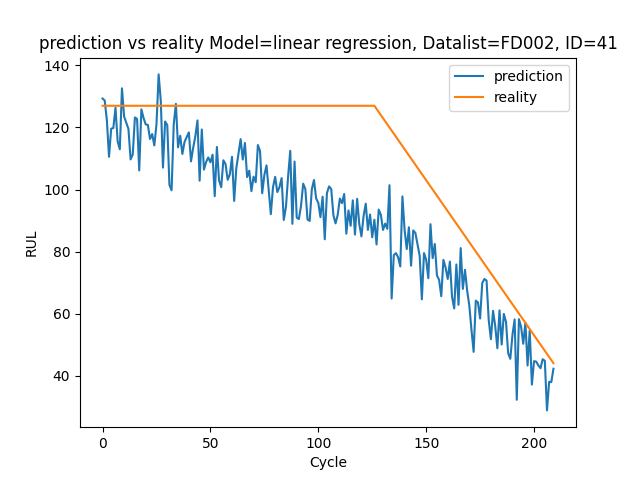 prediction vs reality Model=linear regression, Datalist=FD002, ID=41
prediction
reality
RUL
140
120
100
80
60
40
0 50 100 150 200
Cycle